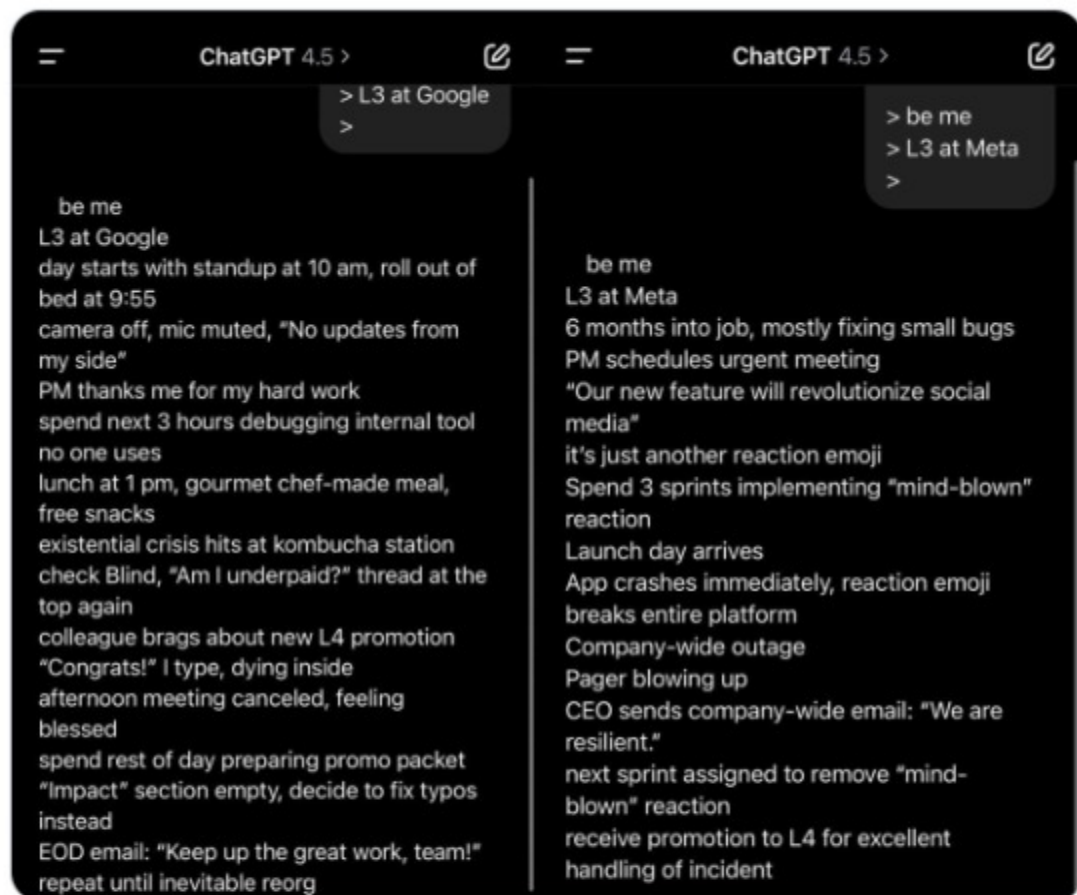 ChatGPT 4.5 >
> L3 at Google
>
be me
L3 at Google
day starts with standup at 10 am, roll out of
bed at 9:55
camera off, mic muted, “No updates from
my side”
PM thanks me for my hard work
spend next 3 hours debugging internal tool
no one uses
lunch at 1 pm, gourmet chef-made meal,
free snacks
existential crisis hits at kombucha station
check Blind, “Am I underpaid?” thread at the
top again
colleague brags about new L4 promotion
“Congrats!” I type, dying inside
afternoon meeting canceled, feeling
blessed
spend rest of day preparing promo packet
“Impact” section empty, decide to fix typos
instead
EOD email: “Keep up the great work, team!”
repeat until inevitable reorg
ChatGPT 4.5 >
> be me
> L3 at Meta
>
be me
L3 at Meta
6 months into job, mostly fixing small bugs
PM schedules urgent meeting
“Our new feature will revolutionize social
media”
it’s just another reaction emoji
Spend 3 sprints implementing “mind-blown”
reaction
Launch day arrives
App crashes immediately, reaction emoji
breaks entire platform
Company-wide outage
Pager blowing up
CEO sends company-wide email: “We are
resilient.”
next sprint assigned to remove “mind-
blown” reaction
receive promotion to L4 for excellent
handling of incident